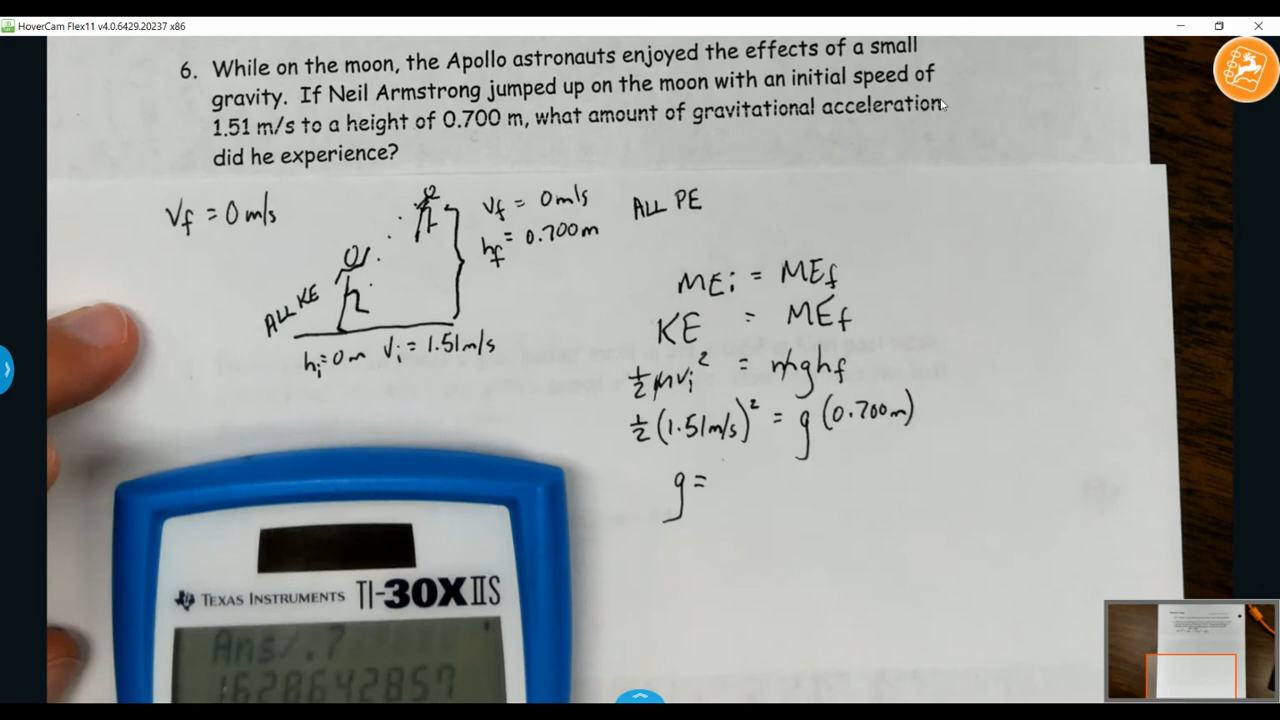 HoverCam Flex11 v4.0.6429.20237 x86
6. While on the moon, the Apollo astronauts enjoyed the effects of a small
gravity. If Neil Armstrong jumped up on the moon with an initial speed of
1.51 m/s to a height of 0.700 m, what amount of gravitational acceleration
did he experience?
Vf = 0 m/s
Vf = 0 m/s
hf = 0.700 m
ALL PE
ALL KE
hi = 0 m Vi = 1.51 m/s
MEi = MEf
KE = MEf
½ mvi² = mghf
½ (1.51 m/s)² = g (0.700 m)
g =
TEXAS INSTRUMENTS TI-30X IIS
Ans/.7
1.628642857